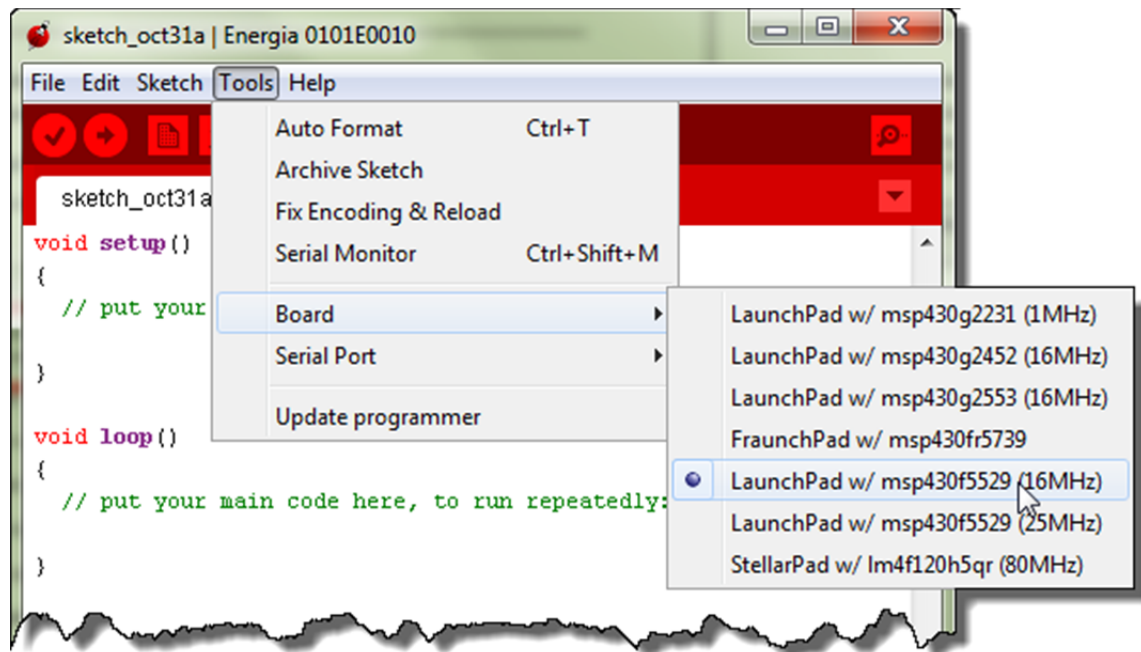 sketch_oct31a | Energia 0101E0010
File Edit Sketch Tools Help
Auto Format Ctrl+T
Archive Sketch
sketch_oct31a
Fix Encoding & Reload
void setup()
Serial Monitor Ctrl+Shift+M
{
// put your
Board
LaunchPad w/ msp430g2231 (1MHz)
Serial Port
LaunchPad w/ msp430g2452 (16MHz)
}
LaunchPad w/ msp430g2553 (16MHz)
Update programmer
void loop()
FraunchPad w/ msp430fr5739
{
LaunchPad w/ msp430f5529 (16MHz)
// put your main code here, to run repeatedly:
LaunchPad w/ msp430f5529 (25MHz)
}
StellarPad w/ lm4f120h5qr (80MHz)